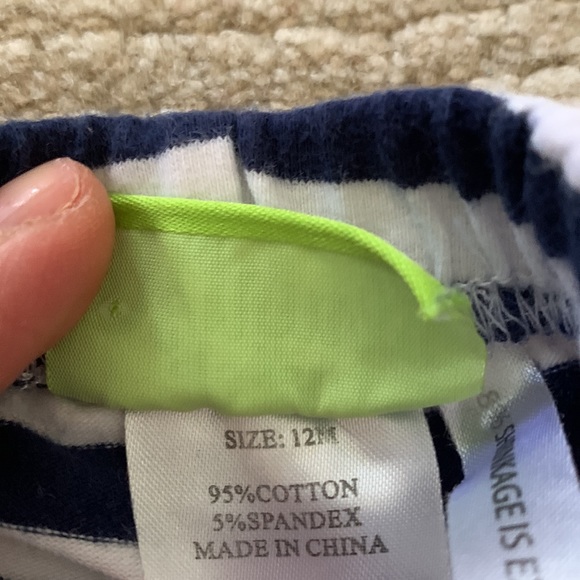 SIZE: 12M
95%COTTON
5%SPANDEX
MADE IN CHINA
SHRINKAGE IS